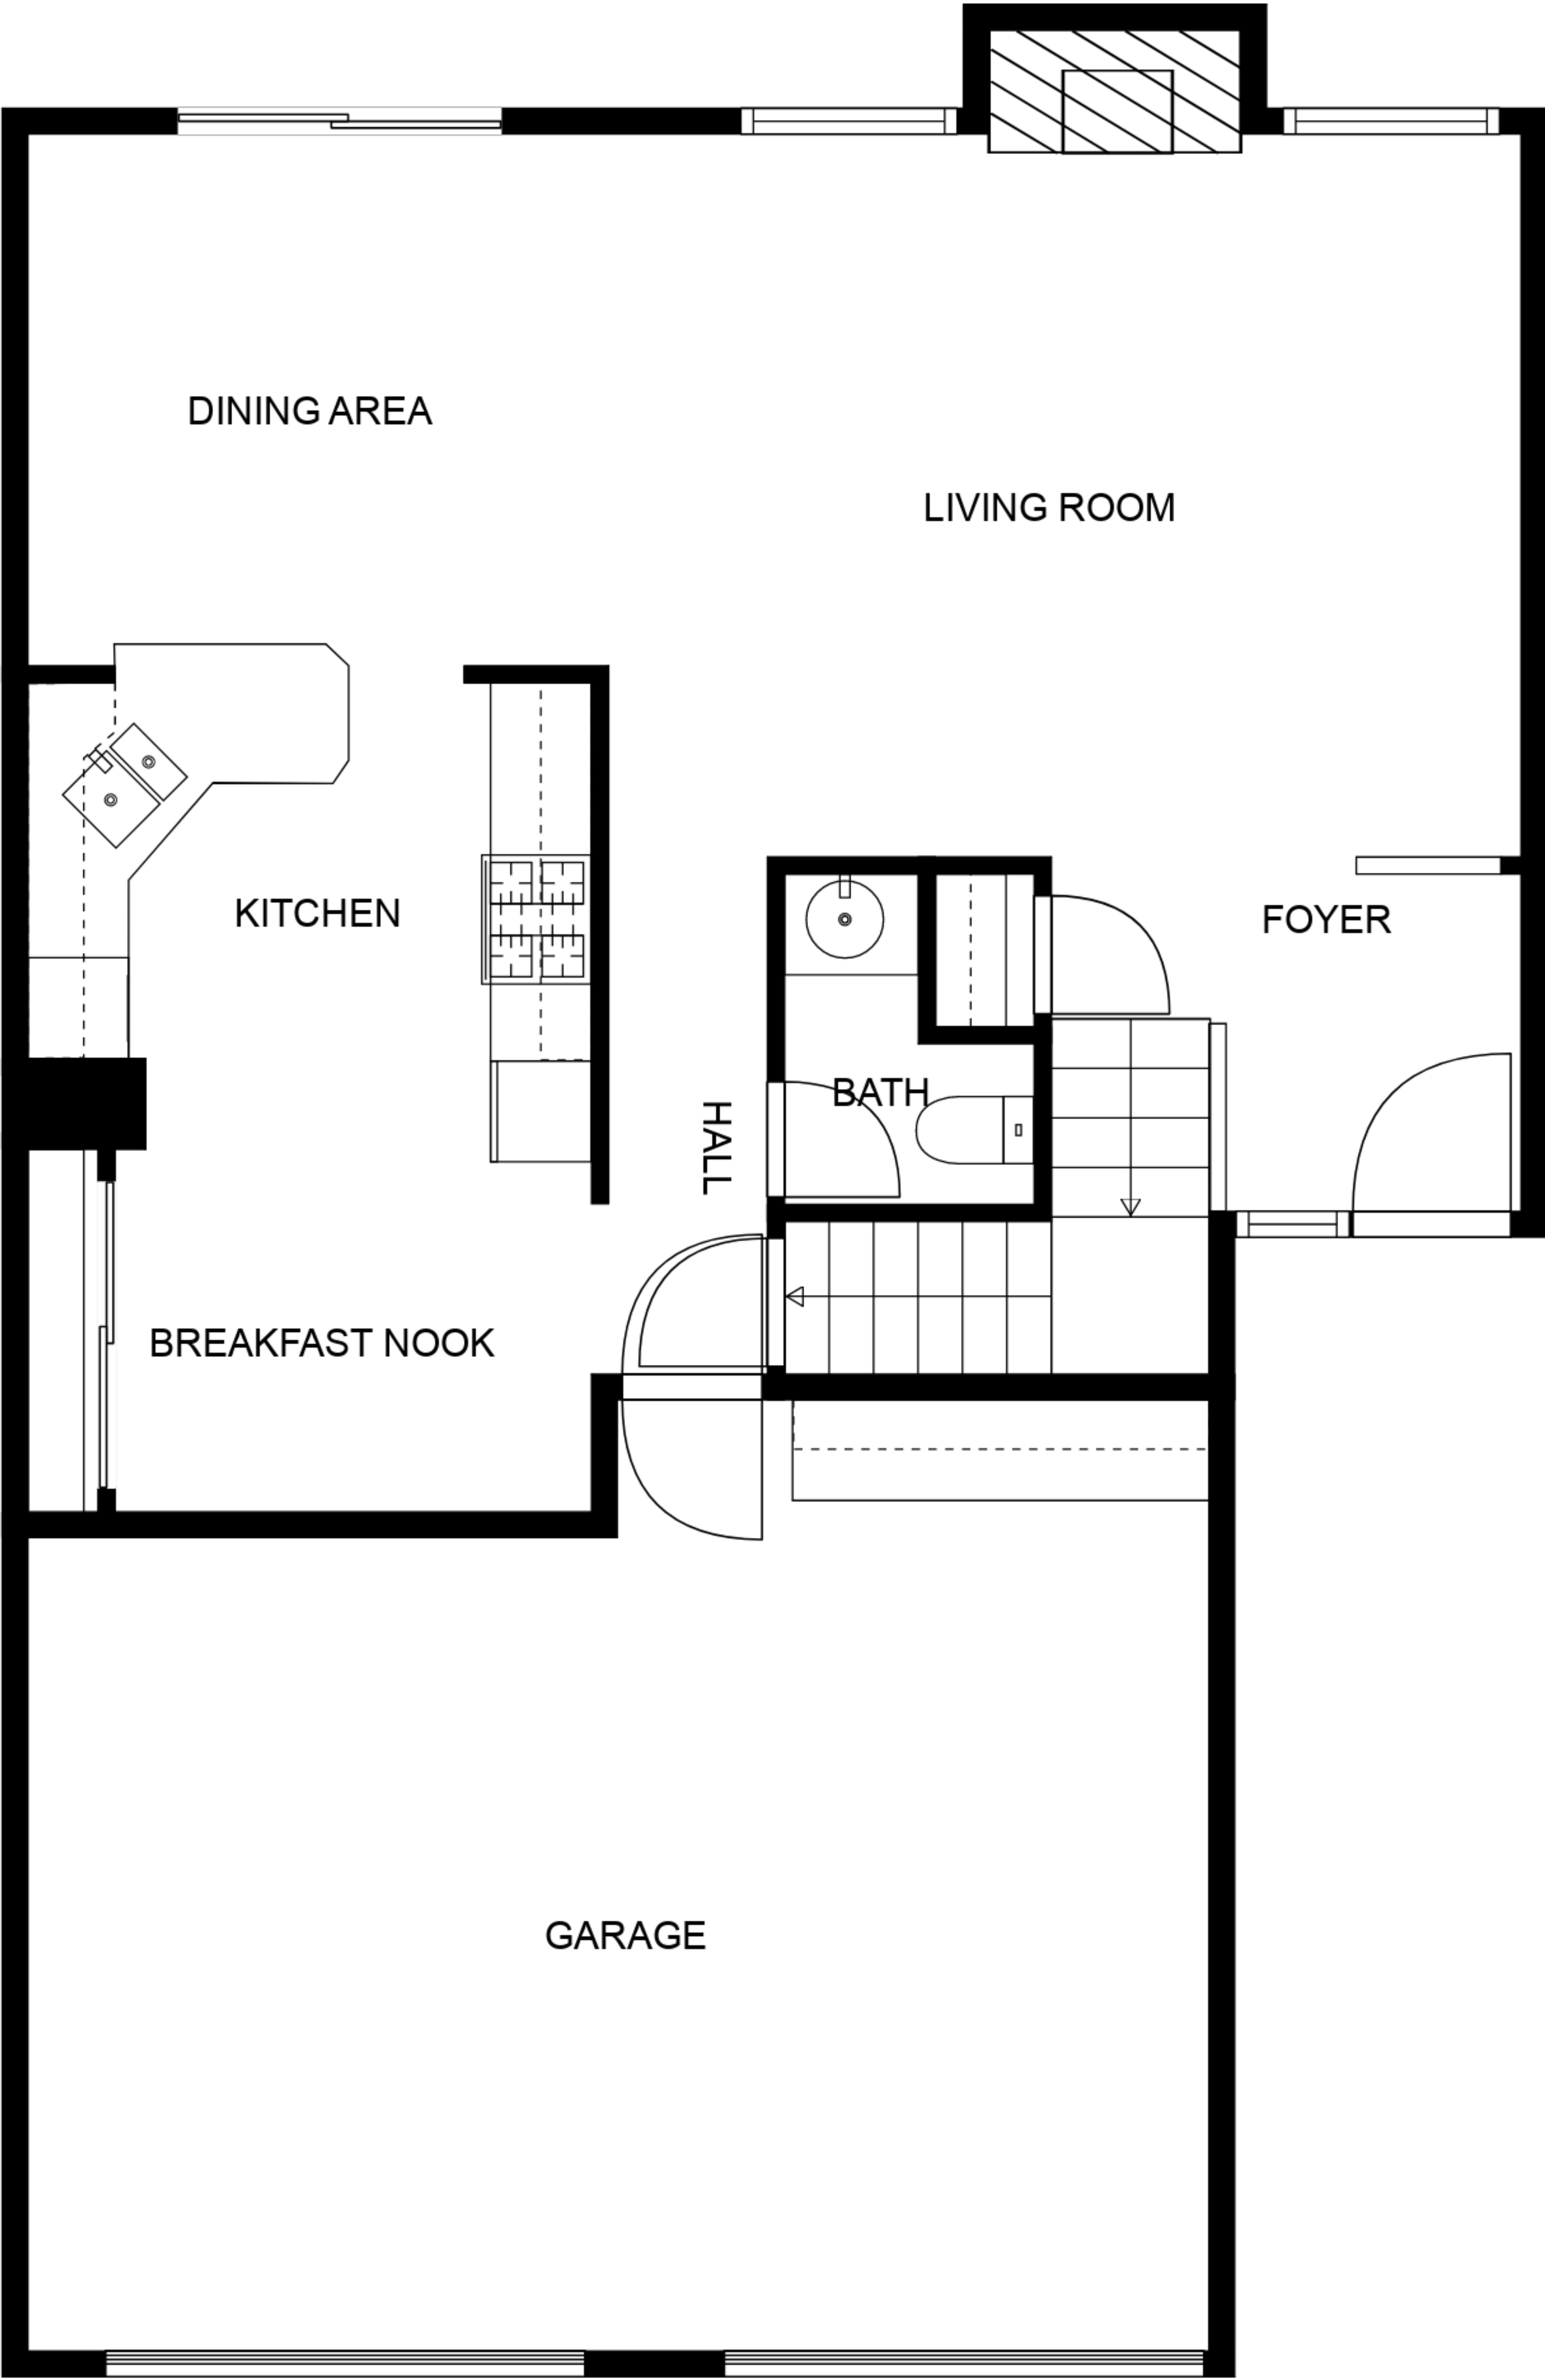 DINING AREA
LIVING ROOM
KITCHEN
FOYER
BATH
HALL
BREAKFAST NOOK
GARAGE